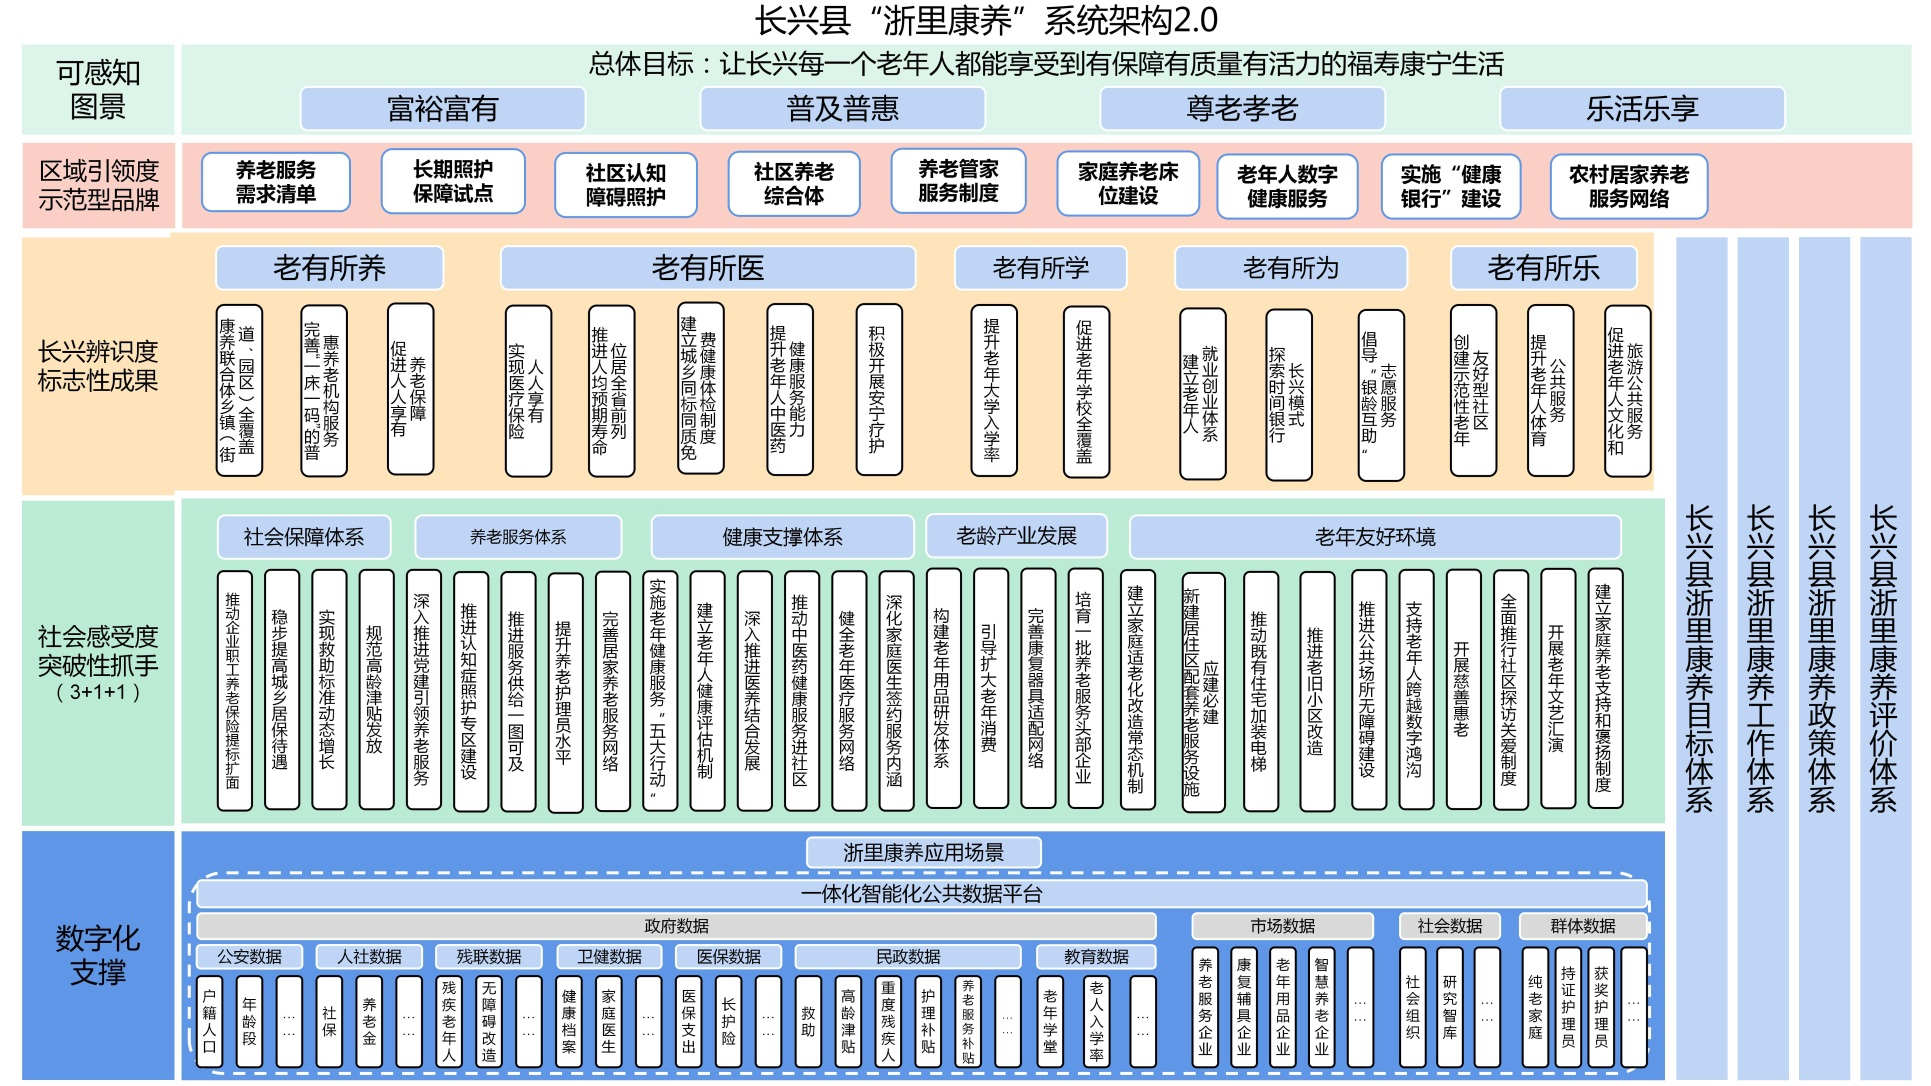 长兴县“浙里康养”系统架构2.0
可感知
图景
总体目标：让长兴每一个老年人都能享受到有保障有质量有活力的福寿康宁生活
富裕富有
普及普惠
尊老孝老
乐活乐享
区域引领度
示范型品牌
养老服务
需求清单
长期照护
保障试点
社区认知
障碍照护
社区养老
综合体
养老管家
服务制度
家庭养老床
位建设
老年人数字
健康服务
实施“健康
银行”建设
农村居家养老
服务网络
长兴辨识度
标志性成果
老有所养
康养联合体乡镇（街
道、园区）全覆盖
完善“一床一码”的普
惠养老机构服务
促进人人享有
养老保障
老有所医
实现医疗保险
人人享有
推进人均预期寿命
位居全省前列
建立城乡同标同质免
费健康体检制度
提升老年人中医药
健康服务能力
积极开展安宁疗护
老有所学
提升老年大学入学率
促进老年学校全覆盖
老有所为
建立老年人
就业创业体系
探索时间银行
长兴模式
倡导“银龄互助”
志愿服务
老有所乐
创建示范性老年
友好型社区
提升老年人体育
公共服务
促进老年人文化和
旅游公共服务
社会感受度
突破性抓手
（3+1+1）
社会保障体系
养老服务体系
健康支撑体系
老龄产业发展
老年友好环境
推动企业职工养老保险提标扩面
稳步提高城乡居保待遇
实现救助标准动态增长
规范高龄津贴发放
深入推进党建引领养老服务
推进认知症照护专区建设
推进服务供给一图可及
提升养老护理员水平
完善居家养老服务网络
实施老年健康服务“五大行动”
建立老年人健康评估机制
深入推进医养结合发展
推动中医药健康服务进社区
健全老年医疗服务网络
深化家庭医生签约服务内涵
构建老年用品研发体系
引导扩大老年消费
完善康复器具适配网络
培育一批养老服务头部企业
建立家庭适老化改造常态机制
新建居住区配套养老服务设施
应建必建
推动既有住宅加装电梯
推进老旧小区改造
推进公共场所无障碍建设
支持老年人跨越数字鸿沟
开展慈善惠老
全面推行社区探访关爱制度
开展老年文艺汇演
建立家庭养老支持和褒扬制度
数字化
支撑
浙里康养应用场景
一体化智能化公共数据平台
政府数据
市场数据
社会数据
群体数据
公安数据
人社数据
残联数据
卫健数据
医保数据
民政数据
教育数据
户籍人口
年龄段
……
社保
养老金
……
残疾老年人
无障碍改造
……
健康档案
家庭医生
……
医保支出
长护险
……
救助
高龄津贴
重度残疾人
护理补贴
养老服务补贴
……
老年学堂
老人入学率
……
养老服务企业
康复辅具企业
老年用品企业
智慧养老企业
……
社会组织
研究智库
……
纯老家庭
持证护理员
获奖护理员
……
长兴县浙里康养目标体系
长兴县浙里康养工作体系
长兴县浙里康养政策体系
长兴县浙里康养评价体系